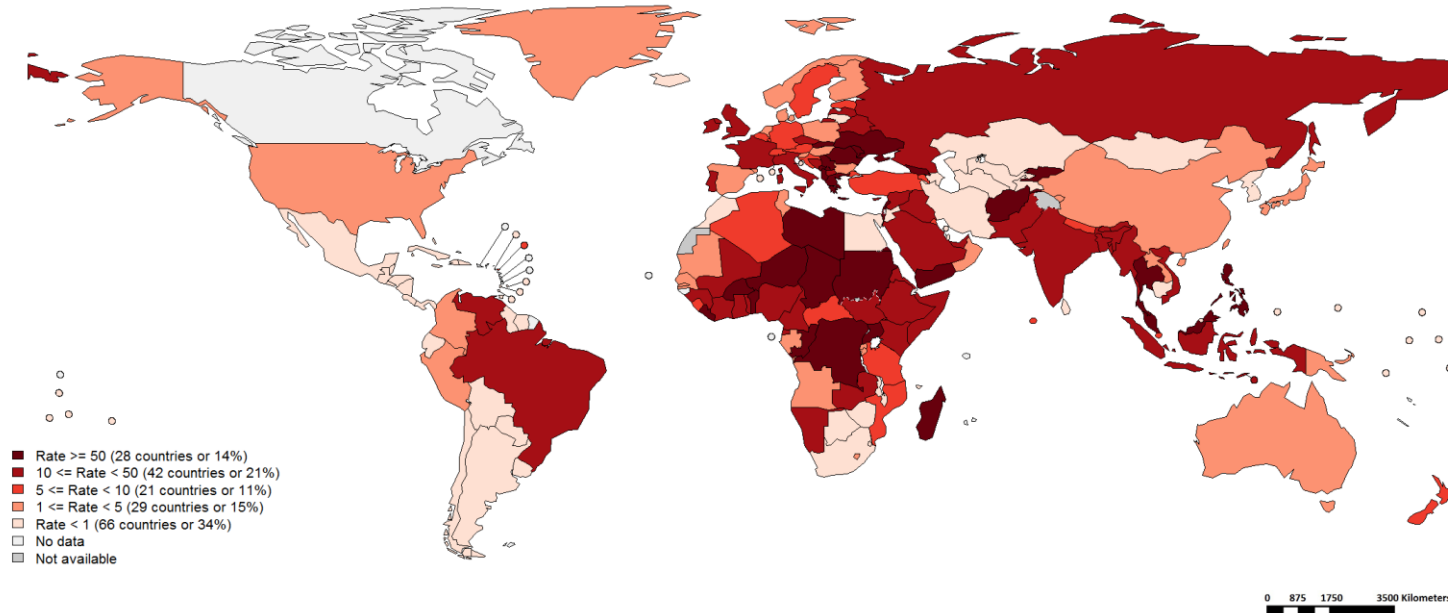 Rate >= 50 (28 countries or 14%)
10 <= Rate < 50 (42 countries or 21%)
5 <= Rate < 10 (21 countries or 11%)
1 <= Rate < 5 (29 countries or 15%)
Rate < 1 (66 countries or 34%)
No data
Not available
0 875 1750 3500 Kilometers